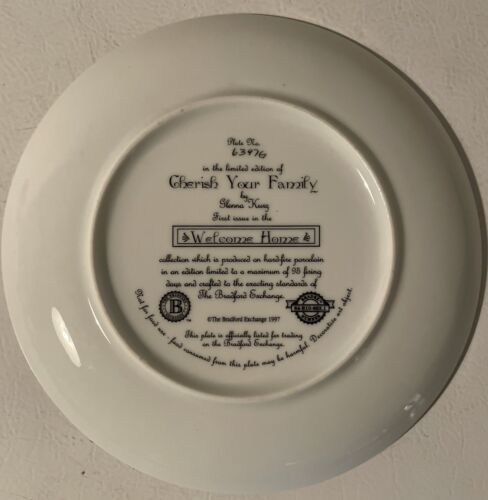 Plate No.
6397G
in the limited edition of
Cherish Your Family
by
Glenna Kurz
First issue in the
Welcome Home
collection which is produced on hard-fire porcelain
in an edition limited to a maximum of 95 firing
days and crafted to the exacting standards of
The Bradford Exchange.
B
©The Bradford Exchange 1997
This plate is officially listed for trading
on the Bradford Exchange.
Not for food use - food consumed from this plate may be harmful. Decorative art object.